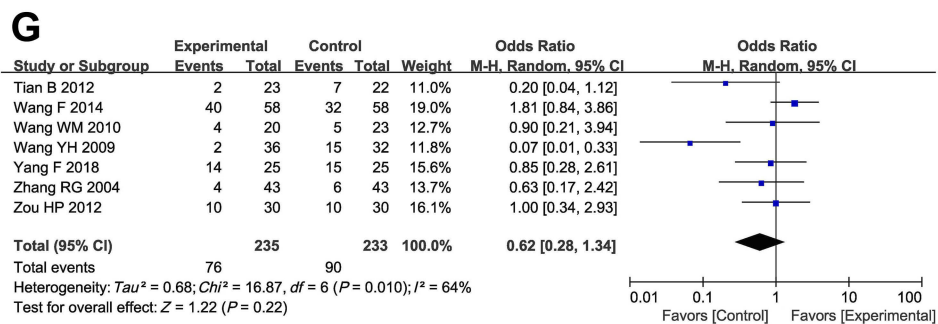 G
Experimental Control Odds Ratio Odds Ratio
Study or Subgroup Events Total Events Total Weight M-H, Random, 95% CI M-H, Random, 95% CI
Tian B 2012 2 23 7 22 11.0% 0.20 [0.04, 1.12]
Wang F 2014 40 58 32 58 19.0% 1.81 [0.84, 3.86]
Wang WM 2010 4 20 5 23 12.7% 0.90 [0.21, 3.94]
Wang YH 2009 2 36 15 32 11.8% 0.07 [0.01, 0.33]
Yang F 2018 14 25 15 25 15.6% 0.85 [0.28, 2.61]
Zhang RG 2004 4 43 6 43 13.7% 0.63 [0.17, 2.42]
Zou HP 2012 10 30 10 30 16.1% 1.00 [0.34, 2.93]
Total (95% CI) 235 233 100.0% 0.62 [0.28, 1.34]
Total events 76 90
Heterogeneity: Tau² = 0.68; Chi² = 16.87, df = 6 (P = 0.010); I² = 64%
Test for overall effect: Z = 1.22 (P = 0.22)
0.01 0.1 1 10 100
Favors [Control] Favors [Experimental]